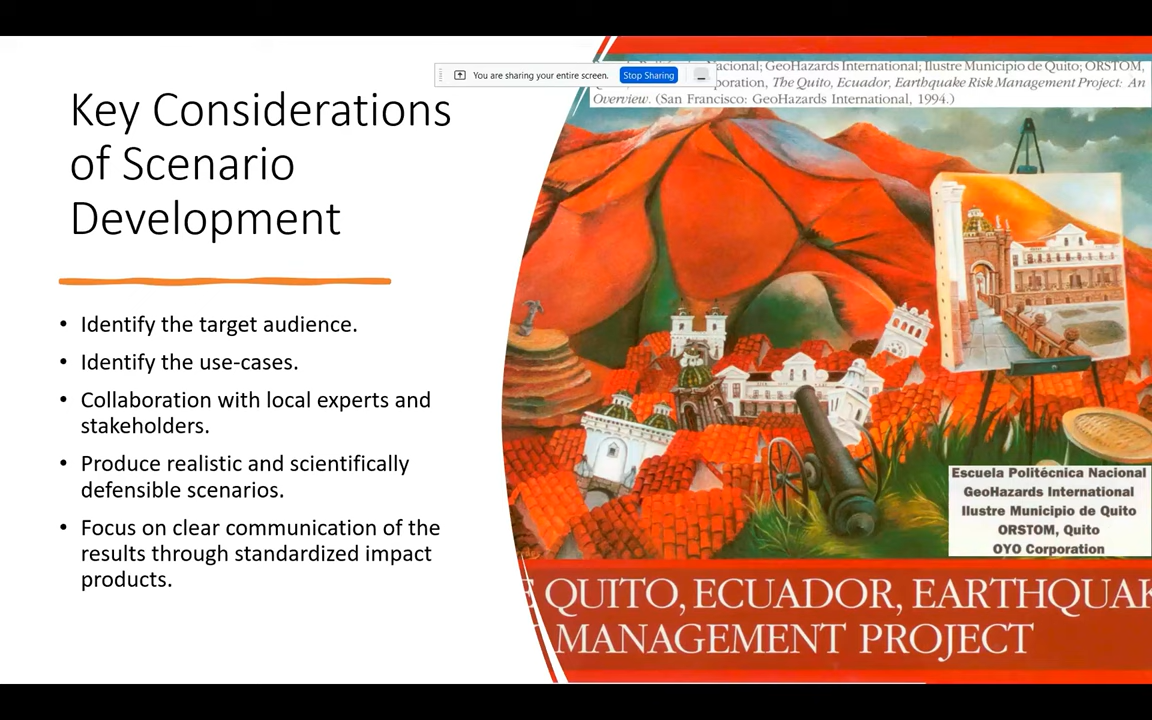 You are sharing your entire screen.
Stop Sharing
Key Considerations
of Scenario
Development
• Identify the target audience.
• Identify the use-cases.
• Collaboration with local experts and
stakeholders.
• Produce realistic and scientifically
defensible scenarios.
• Focus on clear communication of the
results through standardized impact
products.
Nacional; GeoHazards International; Ilustre Municipio de Quito; ORSTOM,
The Quito, Ecuador, Earthquake Risk Management Project: An
Overview. (San Francisco: GeoHazards International, 1994.)
Escuela Politécnica Nacional
GeoHazards International
Ilustre Municipio de Quito
ORSTOM, Quito
OYO Corporation
QUITO, ECUADOR,
MANAGEMENT PROJECT